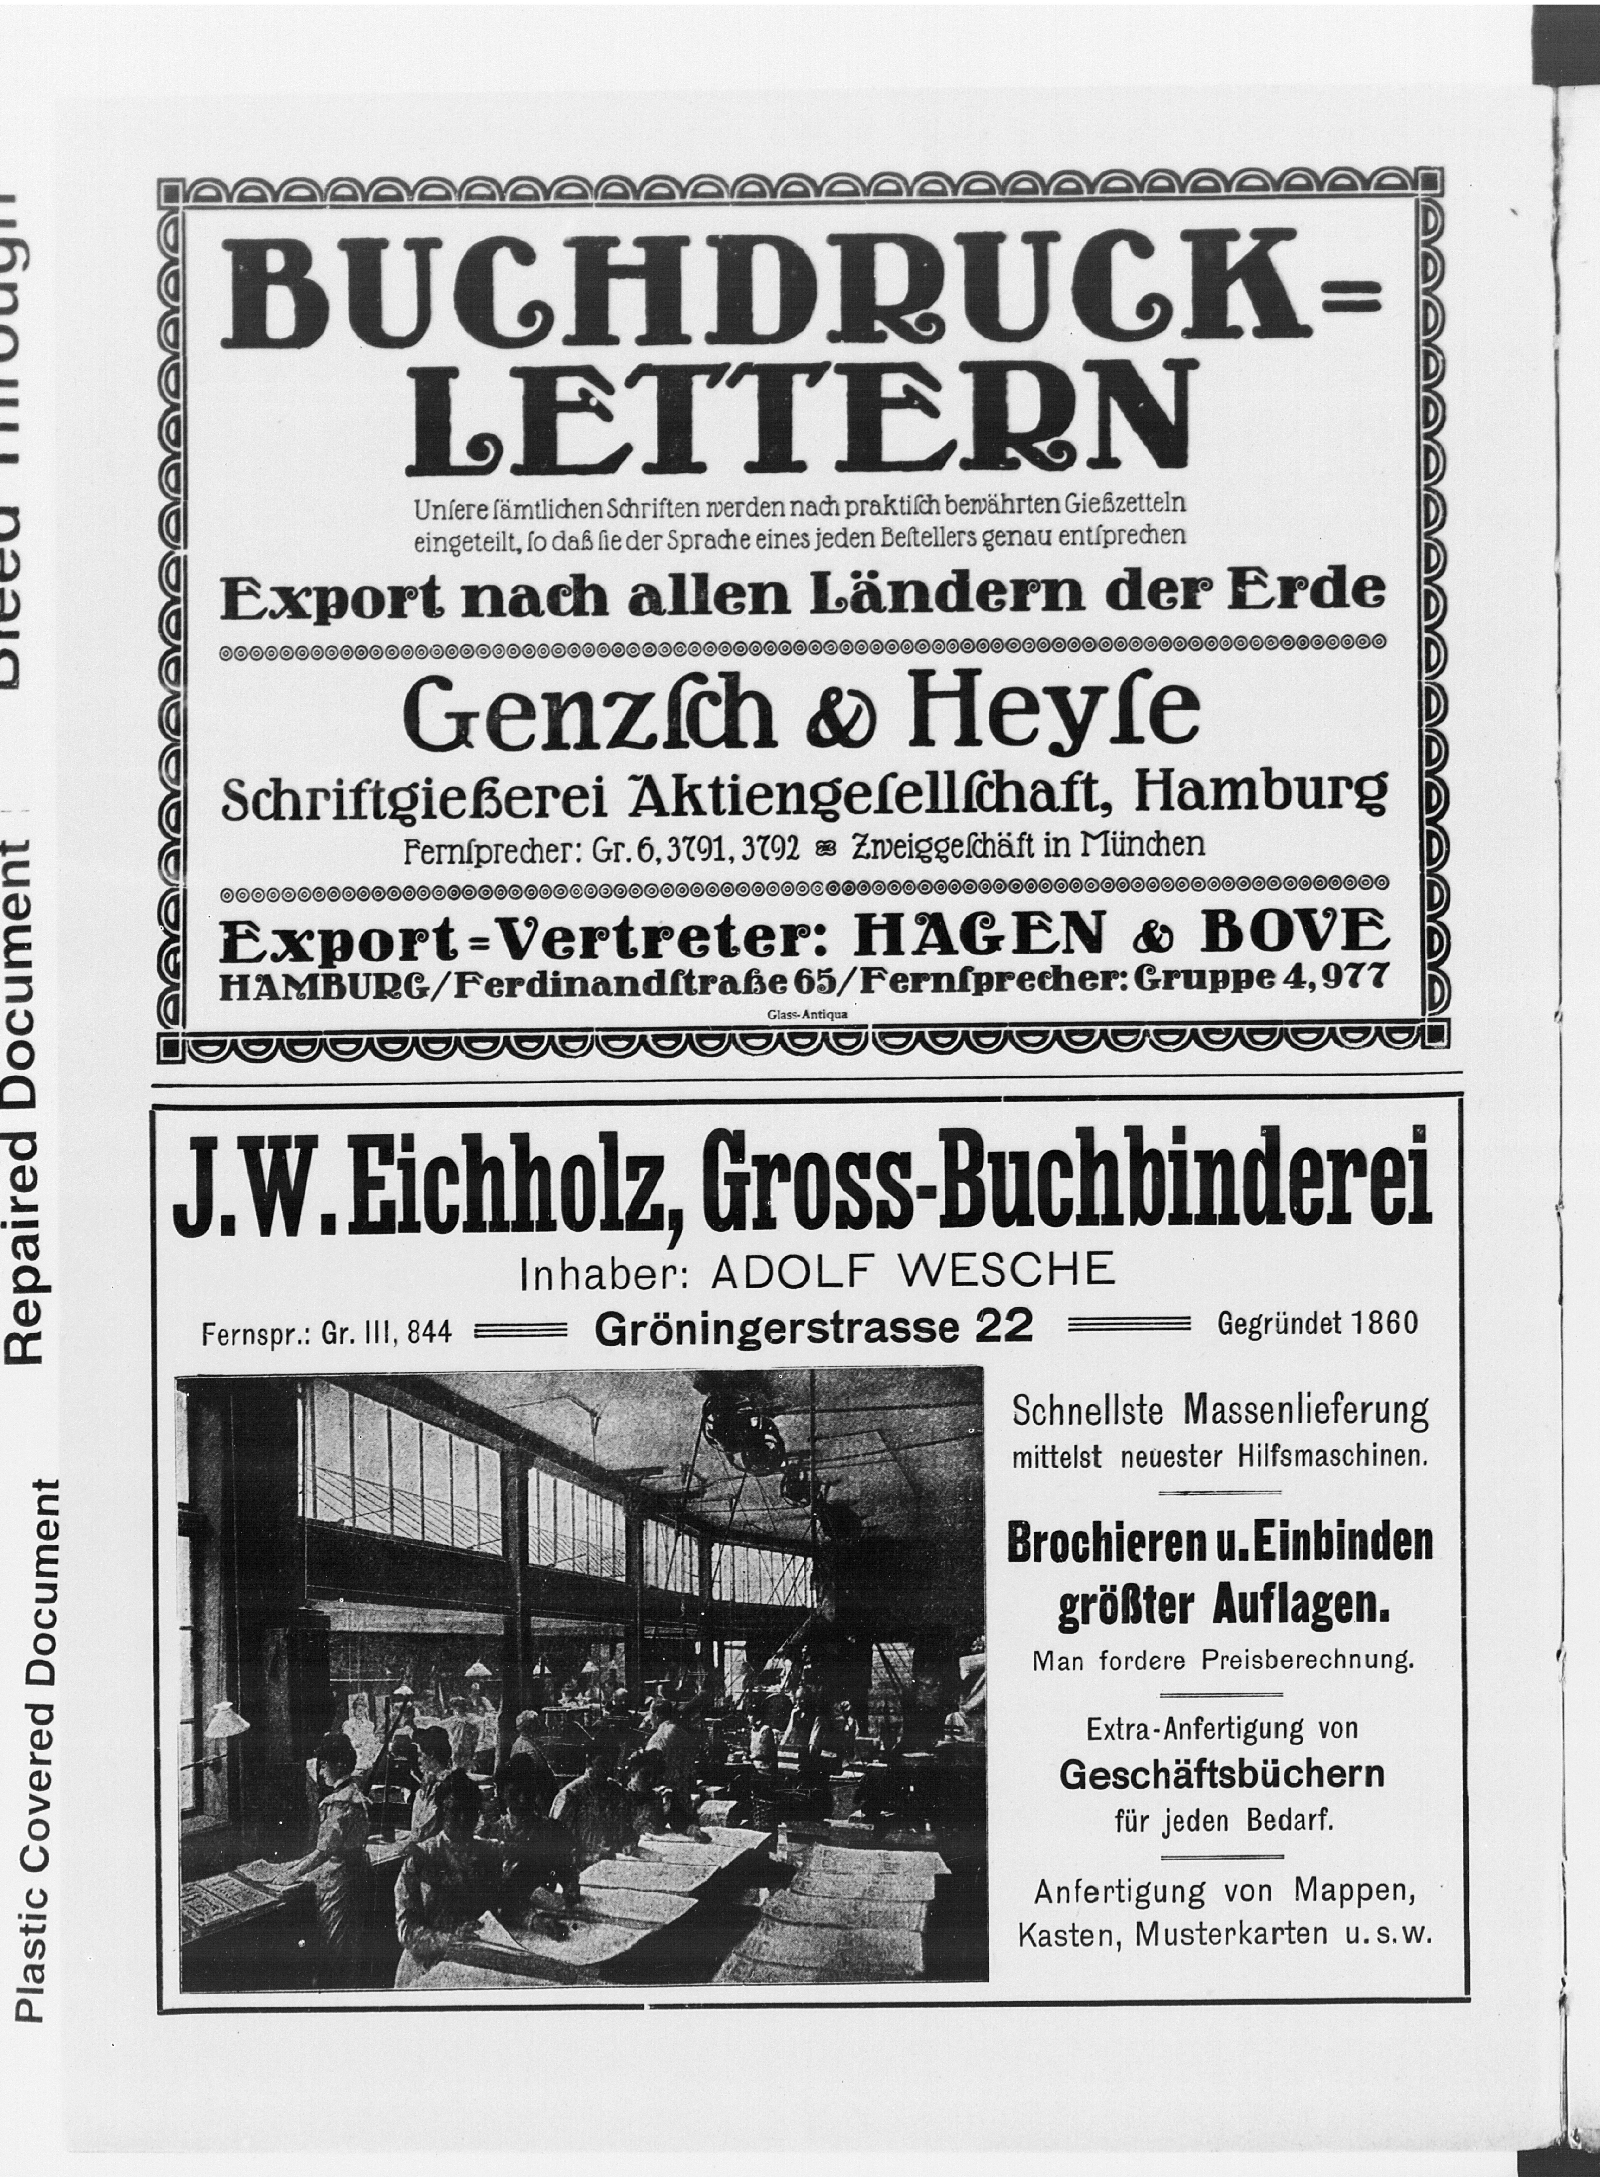 BUCHDRUCK=
LETTERN
Unſere ſämtlichen Schriften werden nach praktiſch bewährten Gießzetteln
eingeteilt, ſo daß ſie der Sprache eines jeden Beſtellers genau entſprechen
Export nach allen Ländern der Erde
Genzſch & Heyſe
Schriftgießerei Aktiengeſellſchaft, Hamburg
Fernſprecher: Gr. 6, 3791, 3792 Zweiggeſchäft in München
Export=Vertreter: HAGEN & BOVE
HAMBURG/Ferdinandſtraße 65/Fernſprecher: Gruppe 4, 977
Glass-Antiqua
J. W. Eichholz, Gross-Buchbinderei
Inhaber: ADOLF WESCHE
Fernspr.: Gr. III, 844 Gröningerstrasse 22 Gegründet 1860
Schnellste Massenlieferung
mittelst neuester Hilfsmaschinen.
Brochieren u. Einbinden
größter Auflagen.
Man fordere Preisberechnung.
Extra-Anfertigung von
Geschäftsbüchern
für jeden Bedarf.
Anfertigung von Mappen,
Kasten, Musterkarten u. s. w.
Plastic Covered Document
Repaired Document
Bleed Through